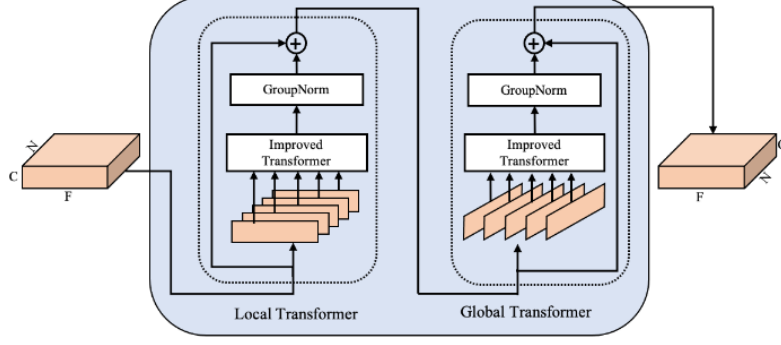 GroupNorm
GroupNorm
Improved
Transformer
Improved
Transformer
N
C
F
C
N
F
Local Transformer
Global Transformer